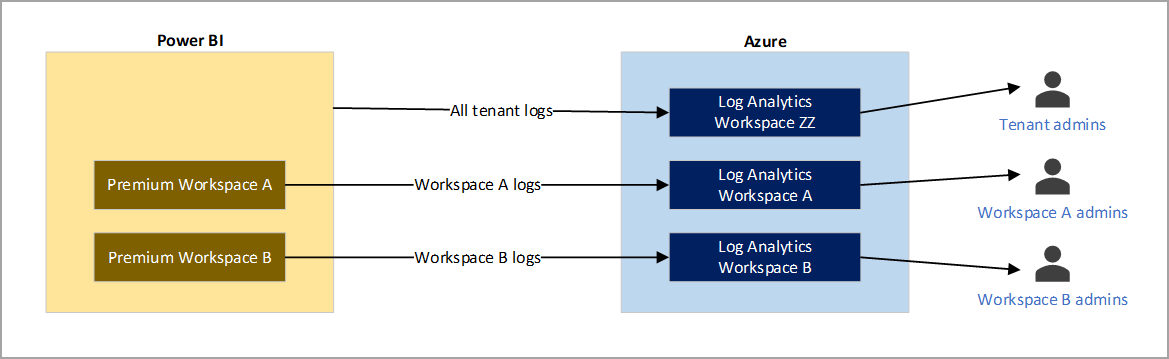 Power BI
Azure
All tenant logs
Log Analytics
Workspace ZZ
Tenant admins
Premium Workspace A
Workspace A logs
Log Analytics
Workspace A
Workspace A admins
Premium Workspace B
Workspace B logs
Log Analytics
Workspace B
Workspace B admins